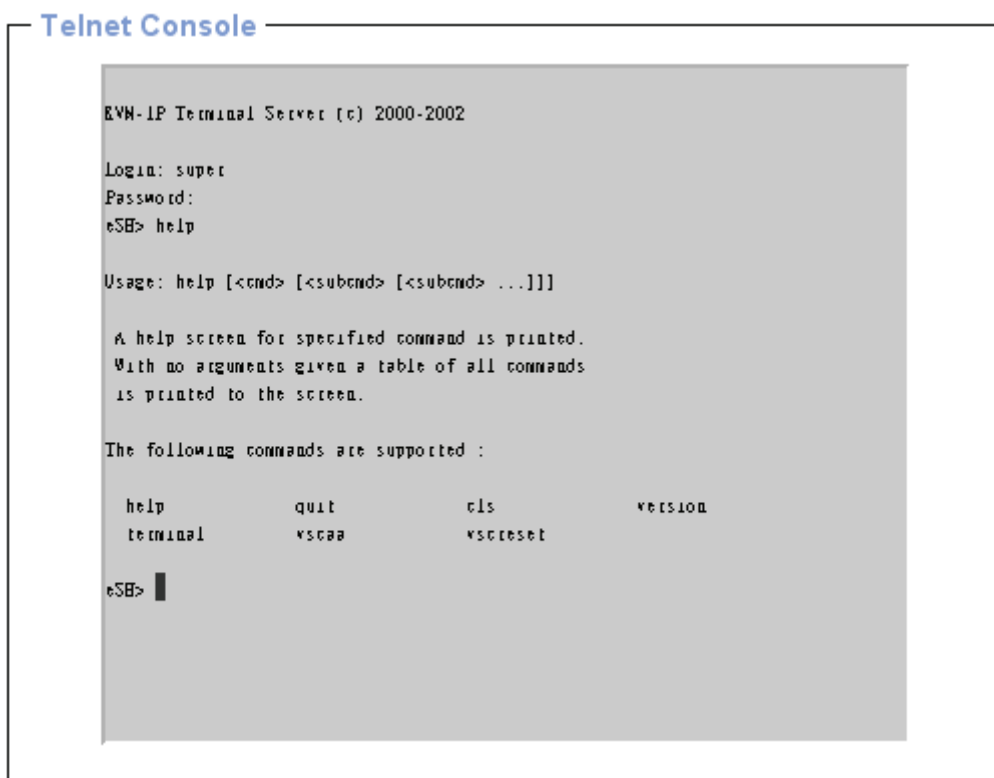 Telnet Console
KVM-IP Terminal Server (c) 2000-2002
Login: super
Password:
eSH> help
Usage: help [<cmd> [<subcmd> [<subcmd> ...]]]
A help screen for specified command is printed.
With no arguments given a table of all commands
is printed to the screen.
The following commands are supported :
help quit cls version
terminal vscaa vscreset
eSH>